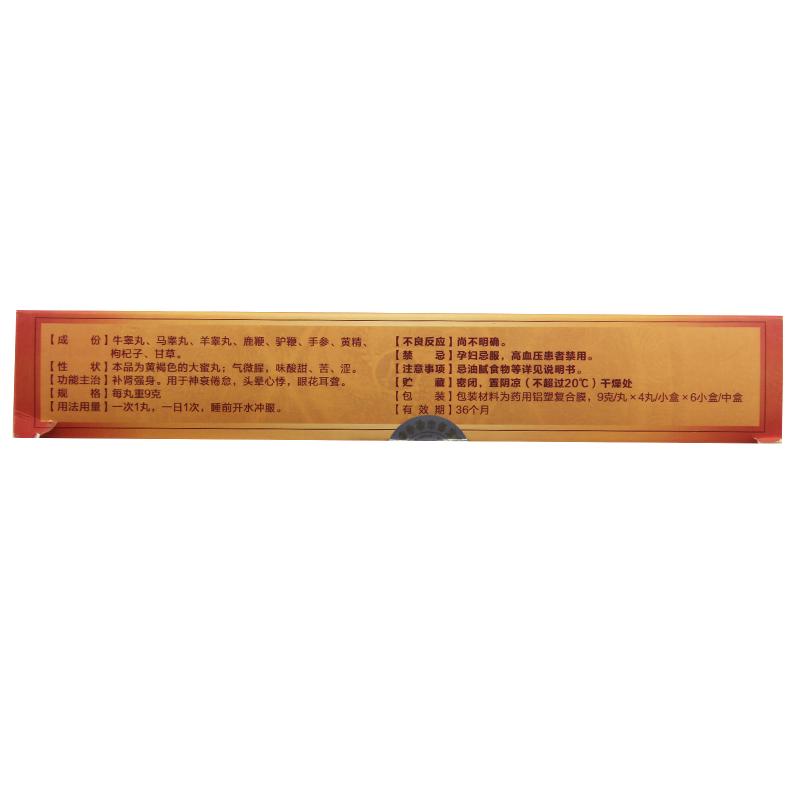 【成　　份】牛睾丸、马睾丸、羊睾丸、鹿鞭、驴鞭、手参、黄精、
枸杞子、甘草。
【性　　状】本品为黄褐色的大蜜丸；气微腥，味酸甜、苦、涩。
【功能主治】补肾强身。用于神衰倦怠，头晕心悸，眼花耳聋。
【规　　格】每丸重9克
【用法用量】一次1丸，一日1次，睡前开水冲服。
【不良反应】尚不明确。
【禁　　忌】孕妇忌服，高血压患者禁用。
【注意事项】忌油腻食物等详见说明书。
【贮　　藏】密闭，置阴凉（不超过20℃）干燥处
【包　　装】包装材料为药用铝塑复合膜，9克/丸×4丸/小盒×6小盒/中盒
【有 效 期】36个月